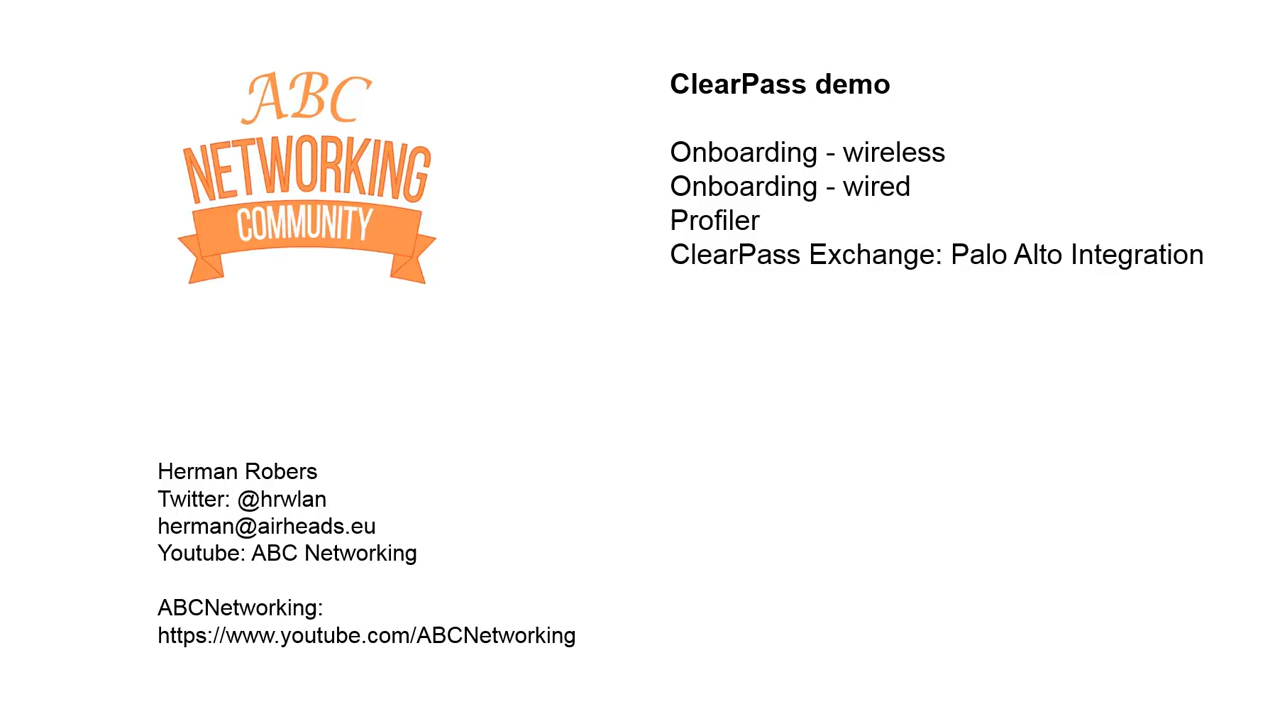 ABC
NETWORKING
COMMUNITY
ClearPass demo
Onboarding - wireless
Onboarding - wired
Profiler
ClearPass Exchange: Palo Alto Integration
Herman Robers
Twitter: @hrwlan
herman@airheads.eu
Youtube: ABC Networking
ABCNetworking:
https://www.youtube.com/ABCNetworking